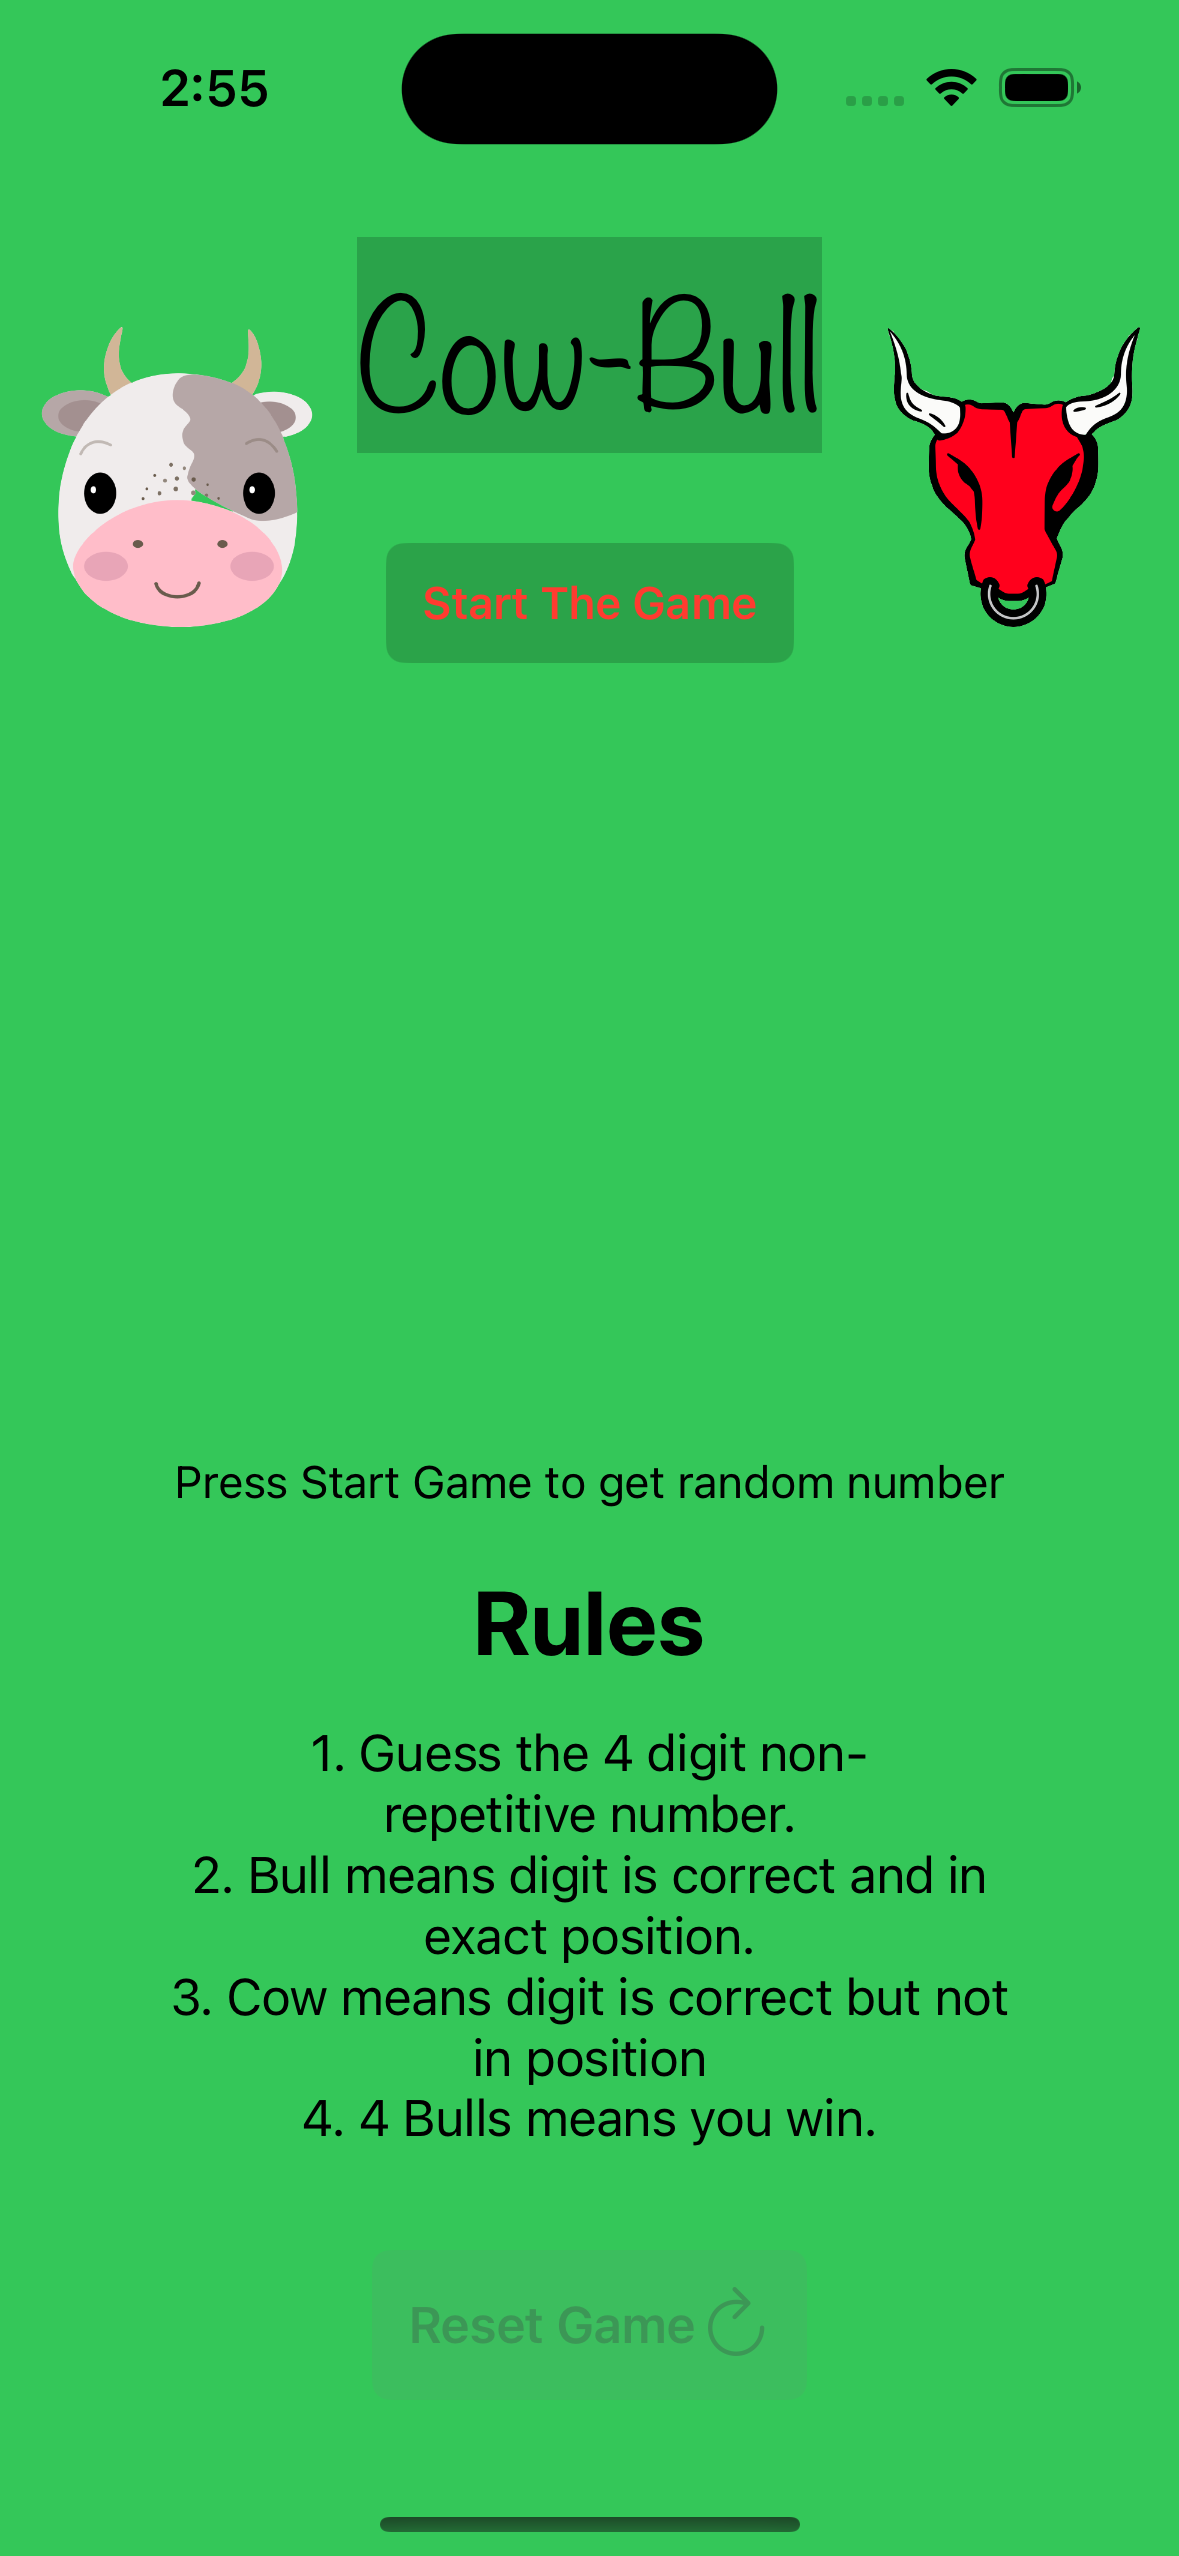 2:55
Cow-Bull
Start The Game
Press Start Game to get random number
Rules
1. Guess the 4 digit non-
repetitive number.
2. Bull means digit is correct and in
exact position.
3. Cow means digit is correct but not
in position
4. 4 Bulls means you win.
Reset Game